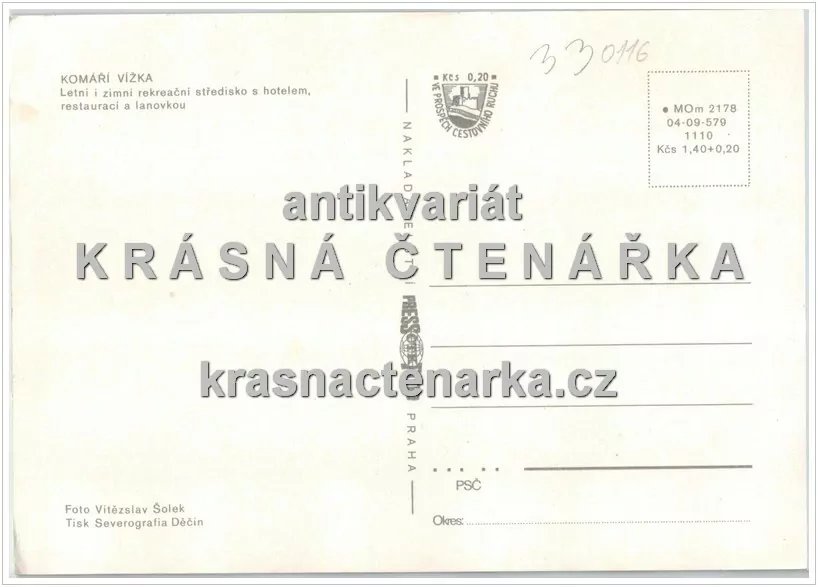 KOMÁŘÍ VÍŽKA
Letní i zimní rekreační středisko s hotelem,
restaurací a lanovkou
Kčs 0,20
VE PROSPĚCH CESTOVNÍHO RUCHU
330116
• MOm 2178
04-09-579
1110
Kčs 1,40+0,20
antikvariát
KRÁSNÁ ČTENÁŘKA
krasnactenarka.cz
NAKLADATELSTVÍ
PRESSFOTO
PRAHA
PSČ
Okres:
Foto Vítězslav Šolek
Tisk Severografia Děčín